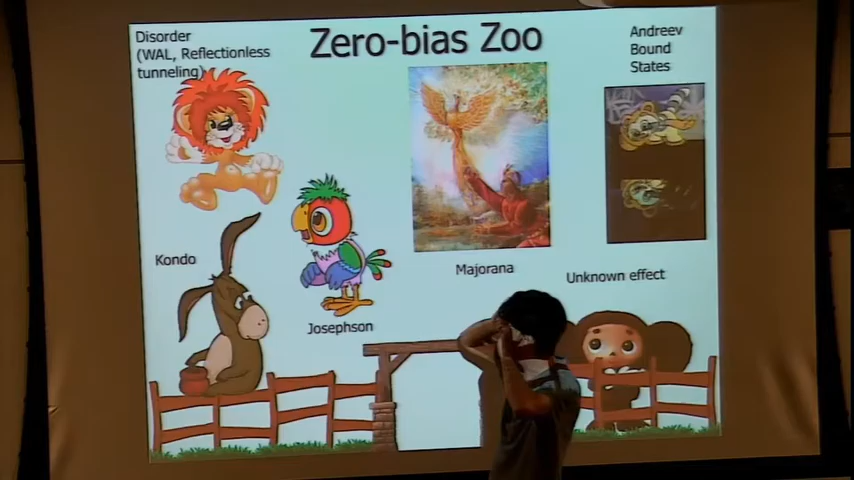 Disorder
(WAL, Reflectionless
tunneling)
Zero-bias Zoo
Andreev
Bound
States
Kondo
Josephson
Majorana
Unknown effect